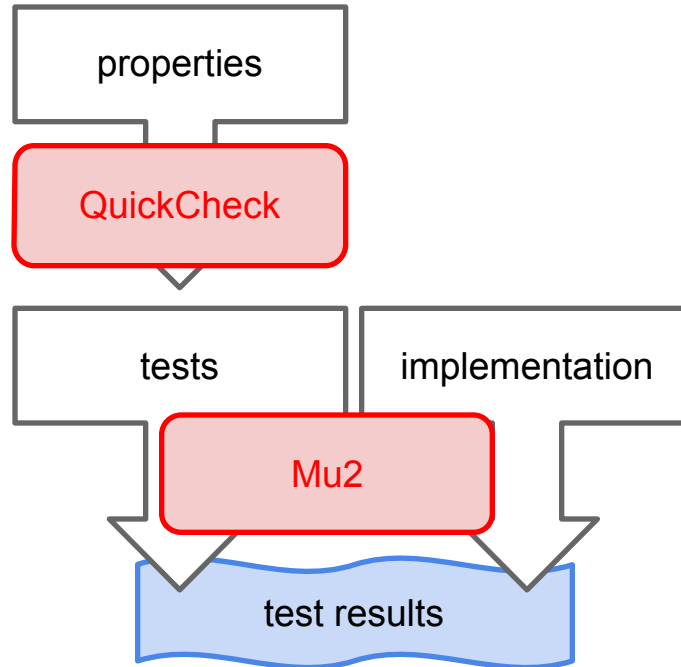 properties
QuickCheck
tests
implementation
Mu2
test results